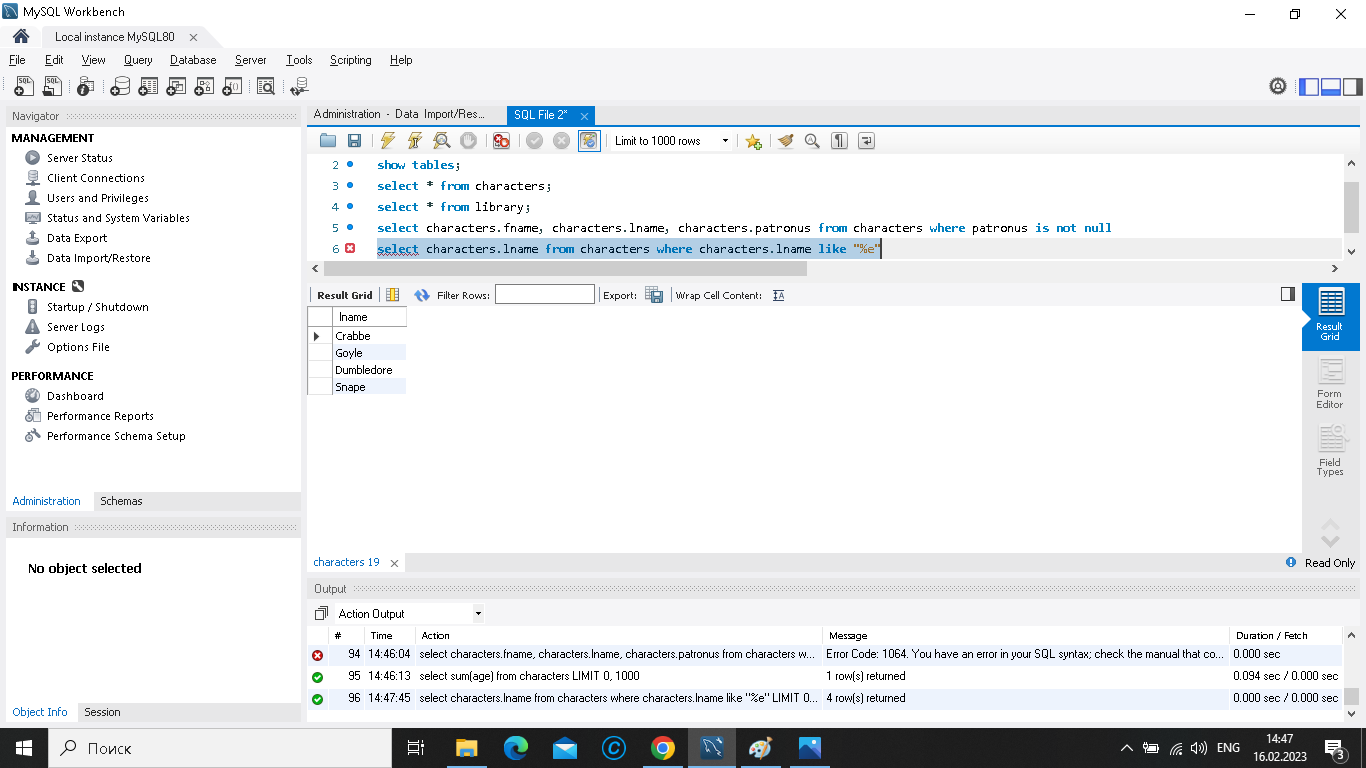 MySQL Workbench
Local instance MySQL80
File Edit View Query Database Server Tools Scripting Help
Navigator
MANAGEMENT
Server Status
Client Connections
Users and Privileges
Status and System Variables
Data Export
Data Import/Restore
INSTANCE
Startup / Shutdown
Server Logs
Options File
PERFORMANCE
Dashboard
Performance Reports
Performance Schema Setup
Administration Schemas
Information
No object selected
Object Info Session
Administration - Data Import/Res... SQL File 2*
Limit to 1000 rows
2 show tables;
3 select * from characters;
4 select * from library;
5 select characters.fname, characters.lname, characters.patronus from characters where patronus is not null
6 select characters.lname from characters where characters.lname like "%e"
Result Grid Filter Rows: Export: Wrap Cell Content:
lname
Crabbe
Goyle
Dumbledore
Snape
Result Grid
Form Editor
Field Types
characters 19
Read Only
Output
Action Output
# Time Action Message Duration / Fetch
94 14:46:04 select characters.fname, characters.lname, characters.patronus from characters w... Error Code: 1064. You have an error in your SQL syntax; check the manual that co... 0.000 sec
95 14:46:13 select sum(age) from characters LIMIT 0, 1000 1 row(s) returned 0.094 sec / 0.000 sec
96 14:47:45 select characters.lname from characters where characters.lname like "%e" LIMIT 0... 4 row(s) returned 0.000 sec / 0.000 sec
Поиск
ENG
14:47
16.02.2023
3